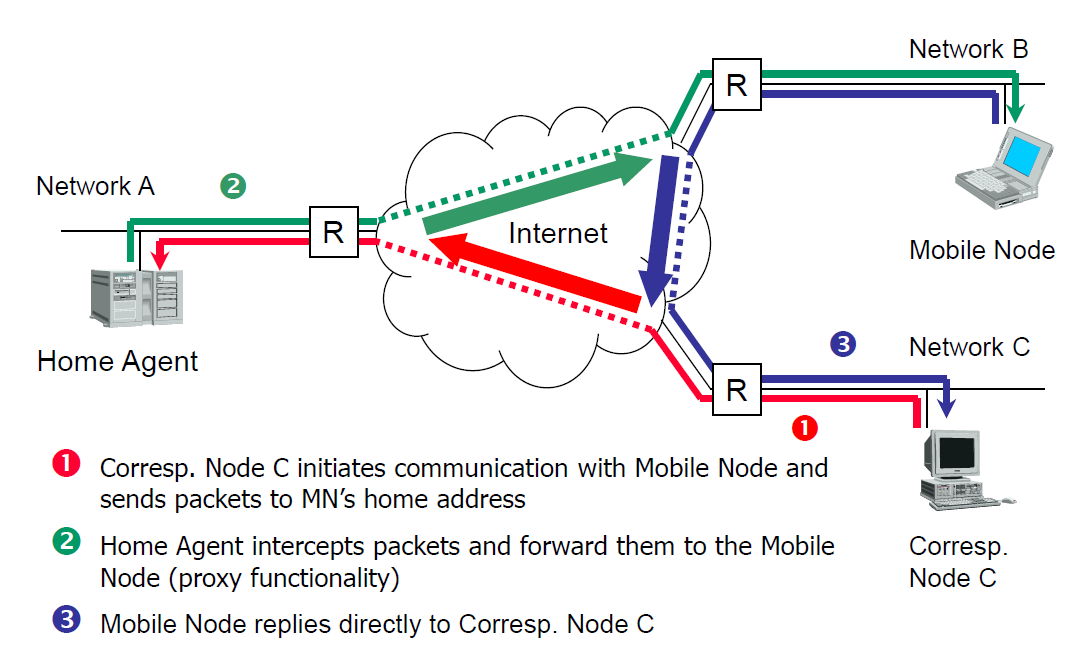 Network B
R
Network A
2
R
Internet
Mobile Node
Home Agent
3
Network C
R
1
1 Corresp. Node C initiates communication with Mobile Node and
sends packets to MN's home address
2 Home Agent intercepts packets and forward them to the Mobile
Node (proxy functionality)
3 Mobile Node replies directly to Corresp. Node C
Corresp.
Node C